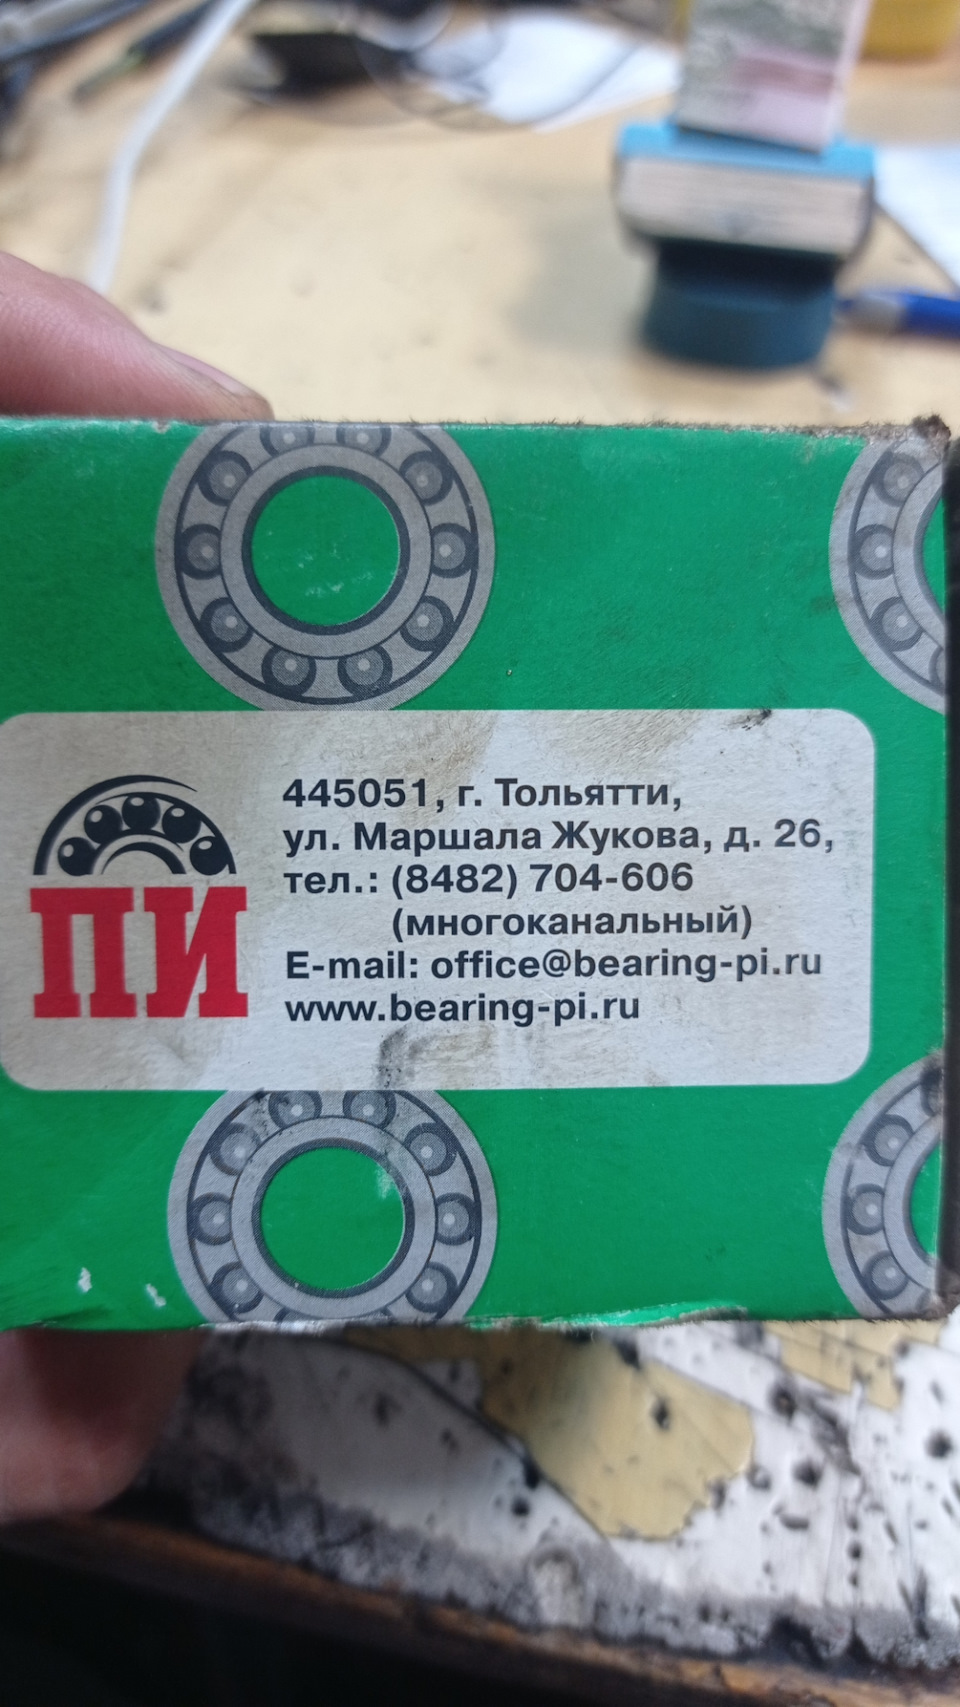 ПИ
445051, г. Тольятти,
ул. Маршала Жукова, д. 26,
тел.: (8482) 704-606
(многоканальный)
E-mail: office@bearing-pi.ru
www.bearing-pi.ru